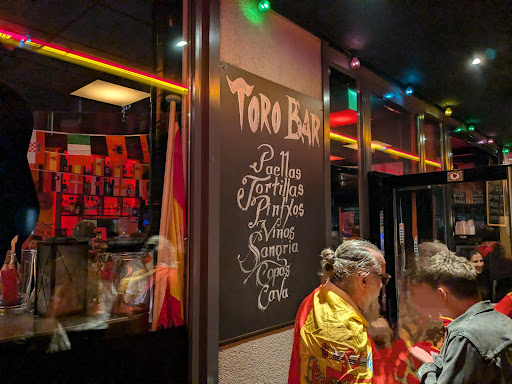 TORO BAR
Paellas
Tortillas
Pintxos
Vinos
Sangria
Copas
Cava